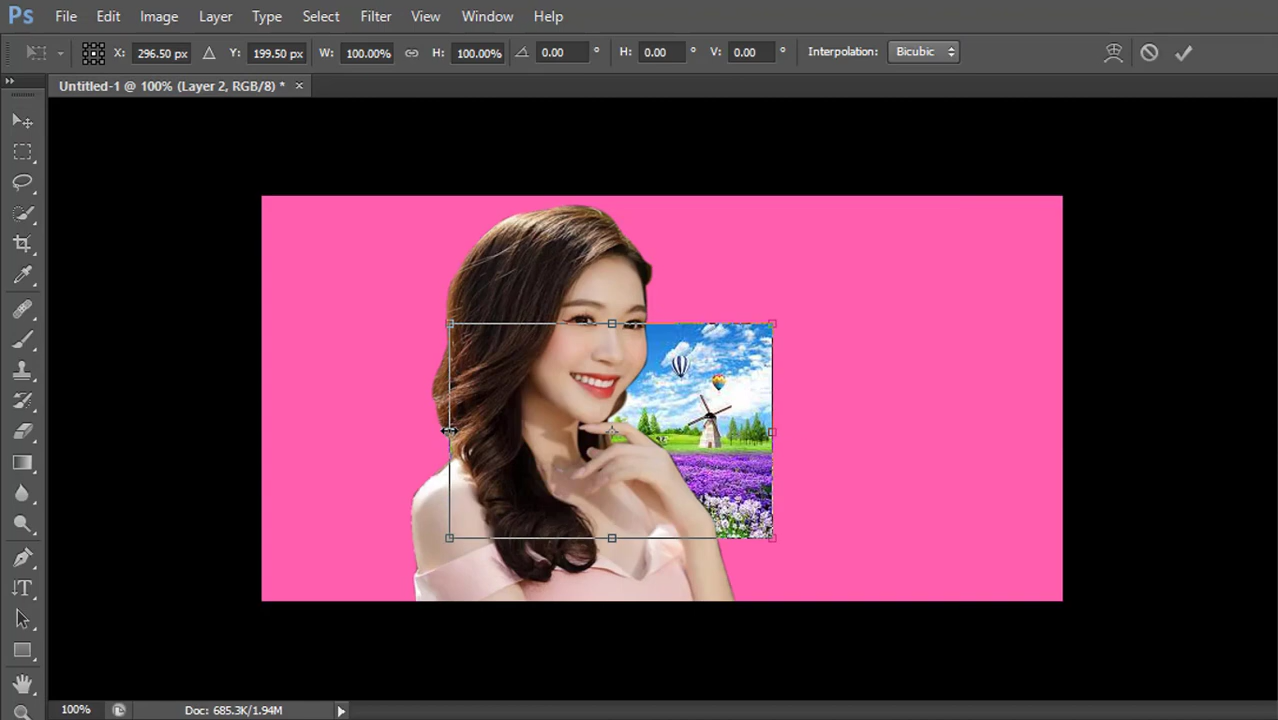 Ps File Edit Image Layer Type Select Filter View Window Help
X: 296.50 px Y: 199.50 px W: 100.00% H: 100.00% 0.00 ° H: 0.00 ° V: 0.00 ° Interpolation: Bicubic
Untitled-1 @ 100% (Layer 2, RGB/8) * ×
T
100% Doc: 685.3K/1.94M